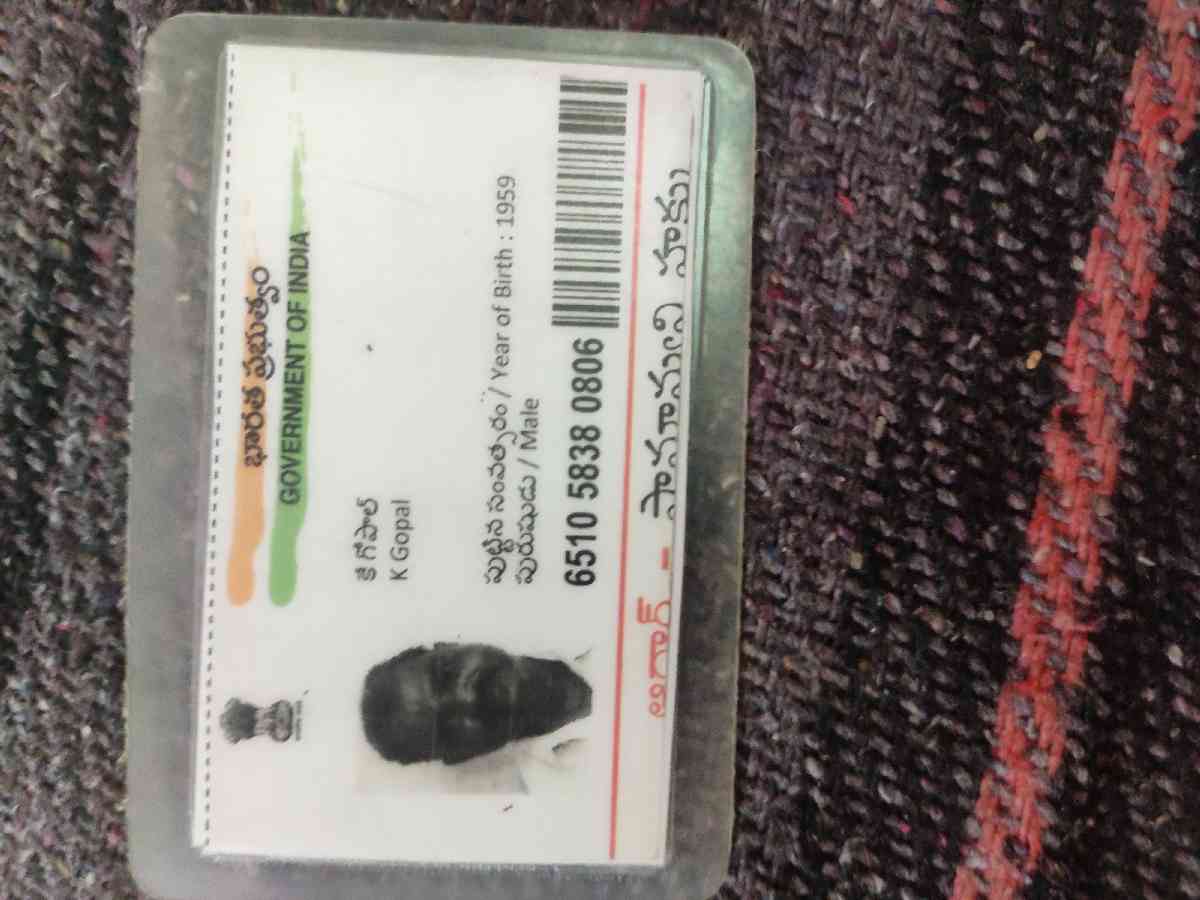 భారత ప్రభుత్వం
GOVERNMENT OF INDIA
కే గోపాల్
K Gopal
పుట్టిన సంవత్సరం / Year of Birth : 1959
పురుషుడు / Male
6510 5838 0806
ఆధార్ - సామాన్యుని హక్కు